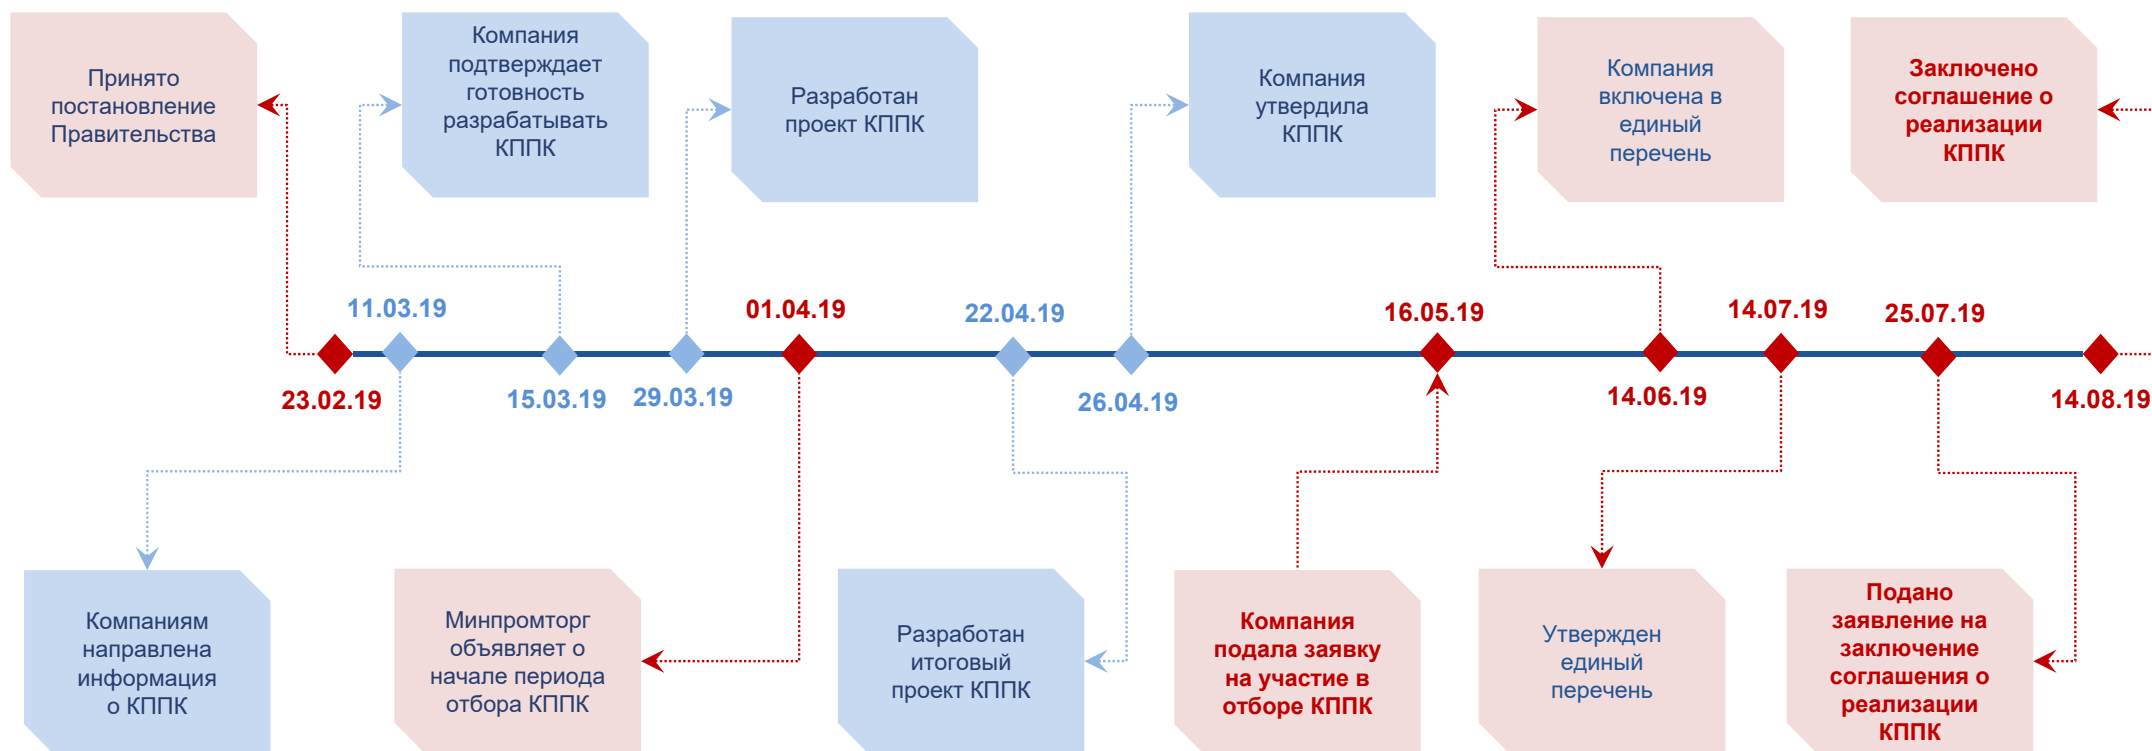 Принято
постановление
Правительства
Компания
подтверждает
готовность
разрабатывать
КППК
Разработан
проект КППК
Компания
утвердила
КППК
Компания
включена в
единый
перечень
Заключено
соглашение о
реализации
КППК
11.03.19
01.04.19
22.04.19
16.05.19
14.07.19
25.07.19
23.02.19
15.03.19
29.03.19
26.04.19
14.06.19
14.08.19
Компаниям
направлена
информация
о КППК
Минпромторг
объявляет о
начале периода
отбора КППК
Разработан
итоговый
проект КППК
Компания
подала заявку
на участие в
отборе КППК
Утвержден
единый
перечень
Подано
заявление на
заключение
соглашения о
реализации
КППК